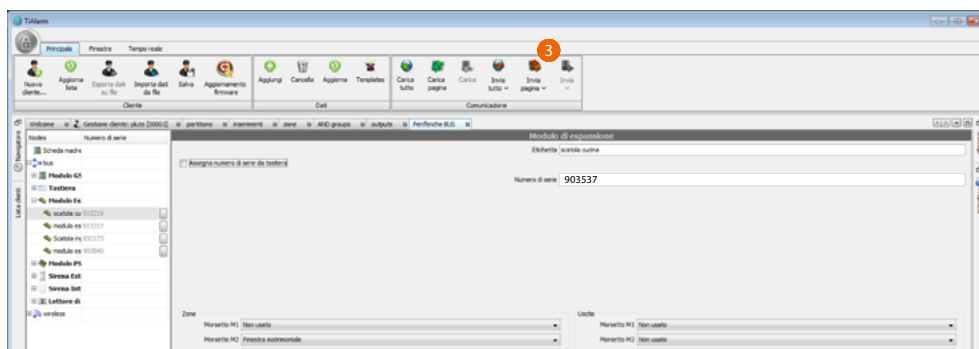 TiAlarm
3
Principale Finestre Tempo reale
Nuovo cliente... Aggiorna lista Esporta dati su file Importa dati da file Salva Aggiornamento firmware Aggiungi Cancella Aggiorna Templates Carica tutto Carica pagina Carica Invia tutto Invia pagina Invia
Cliente Dati Comunicazione
Welcome Gestione cliente: pluto [00001] partitions inserimenti zone AND groups outputs Periferiche BUS
Navigatore
Lista clienti
Nodes Numero di serie
Modulo di espansione
Scheda madre
Etichetta scatola cucina
bus
Assegna numero di serie da tastiera
Modulo GS
Numero di serie 903537
Tastiera
Modulo Es
scatola cu 513216
modulo es 513217
Scatola in 032173
modulo es 903540
Modulo PS
Sirena Est
Sirena Int
Lettore di
wireless
Zone Uscite
Morsetto M1 Non usato Morsetto M1 Non usato
Morsetto M2 Finestra matrimoniale Morsetto M2 Non usato